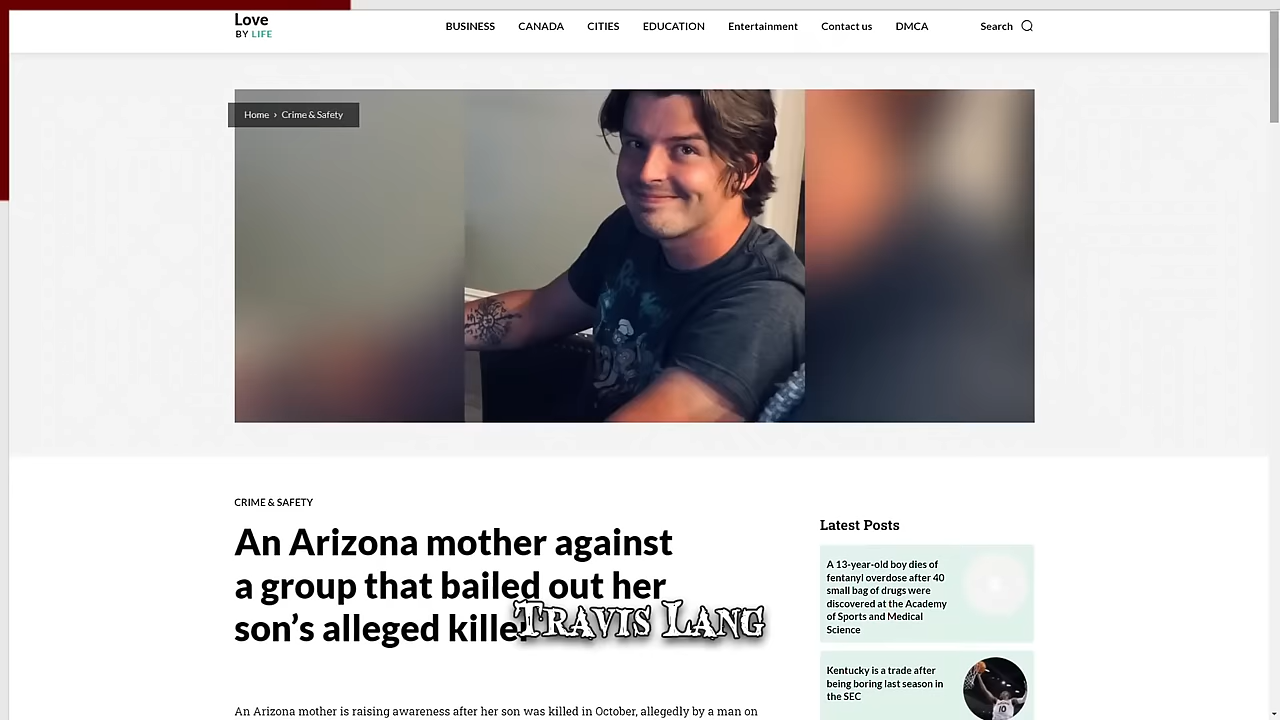 Love
BY LIFE
BUSINESS CANADA CITIES EDUCATION Entertainment Contact us DMCA Search
Home › Crime & Safety
CRIME & SAFETY
An Arizona mother against
a group that bailed out her
son’s alleged killer
TRAVIS LANG
An Arizona mother is raising awareness after her son was killed in October, allegedly by a man on
Latest Posts
A 13-year-old boy dies of
fentanyl overdose after 40
small bag of drugs were
discovered at the Academy
of Sports and Medical
Science
Kentucky is a trade after
being boring last season in
the SEC
10